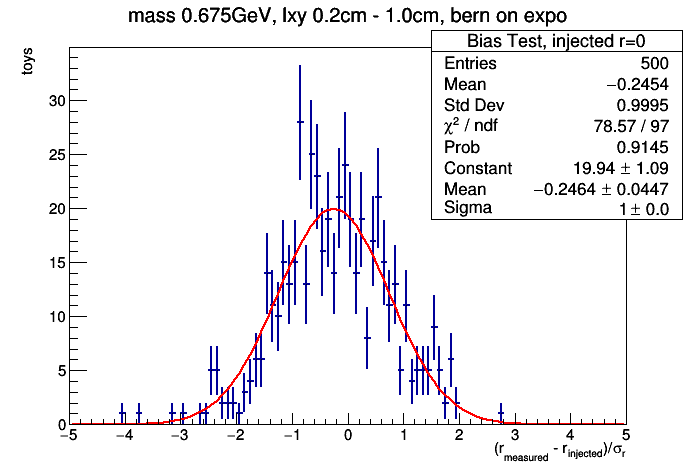 mass 0.675GeV, lxy 0.2cm - 1.0cm, bern on expo
toys
Bias Test, injected r=0
Entries 500
Mean −0.2454
Std Dev 0.9995
χ² / ndf 78.57 / 97
Prob 0.9145
Constant 19.94 ± 1.09
Mean −0.2464 ± 0.0447
Sigma 1 ± 0.0
30
25
20
15
10
5
0
−5 −4 −3 −2 −1 0 1 2 3 4 5
(r_measured - r_injected)/σ_r